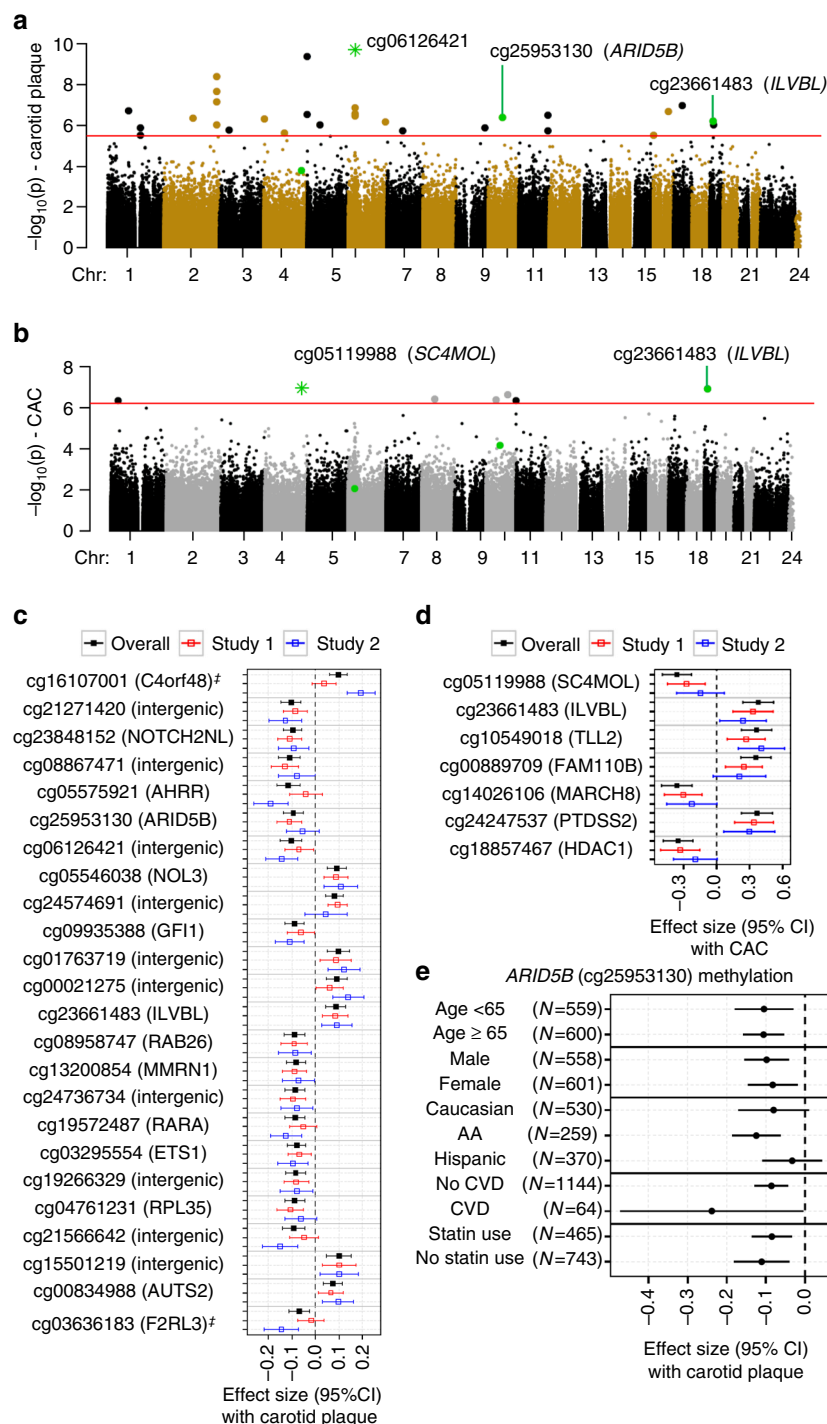 a
cg06126421
cg25953130 (ARID5B)
cg23661483 (ILVBL)
−log10(p) - carotid plaque
10
8
6
4
2
0
Chr: 1 2 3 4 5 6 7 8 9 10 11 13 15 18 21 24
b
cg05119988 (SC4MOL)
cg23661483 (ILVBL)
−log10(p) - CAC
8
6
4
2
0
Chr: 1 2 3 4 5 6 7 8 9 10 11 13 14 15 18 21 24
c
Overall Study 1 Study 2
cg16107001 (C4orf48)‡
cg21271420 (intergenic)
cg23848152 (NOTCH2NL)
cg08867471 (intergenic)
cg05575921 (AHRR)
cg25953130 (ARID5B)
cg06126421 (intergenic)
cg05546038 (NOL3)
cg24574691 (intergenic)
cg09935388 (GFI1)
cg01763719 (intergenic)
cg00021275 (intergenic)
cg23661483 (ILVBL)
cg08958747 (RAB26)
cg13200854 (MMRN1)
cg24736734 (intergenic)
cg19572487 (RARA)
cg03295554 (ETS1)
cg19266329 (intergenic)
cg04761231 (RPL35)
cg21566642 (intergenic)
cg15501219 (intergenic)
cg00834988 (AUTS2)
cg03636183 (F2RL3)‡
−0.2 −0.1 0.0 0.1 0.2
Effect size (95%CI)
with carotid plaque
d
Overall Study 1 Study 2
cg05119988 (SC4MOL)
cg23661483 (ILVBL)
cg10549018 (TLL2)
cg00889709 (FAM110B)
cg14026106 (MARCH8)
cg24247537 (PTDSS2)
cg18857467 (HDAC1)
−0.3 0.0 0.3 0.6
Effect size (95% CI)
with CAC
e
ARID5B (cg25953130) methylation
Age <65 (N=559)
Age ≥ 65 (N=600)
Male (N=558)
Female (N=601)
Caucasian (N=530)
AA (N=259)
Hispanic (N=370)
No CVD (N=1144)
CVD (N=64)
Statin use (N=465)
No statin use (N=743)
−0.4 −0.3 −0.2 −0.1 0.0
Effect size (95% CI)
with carotid plaque